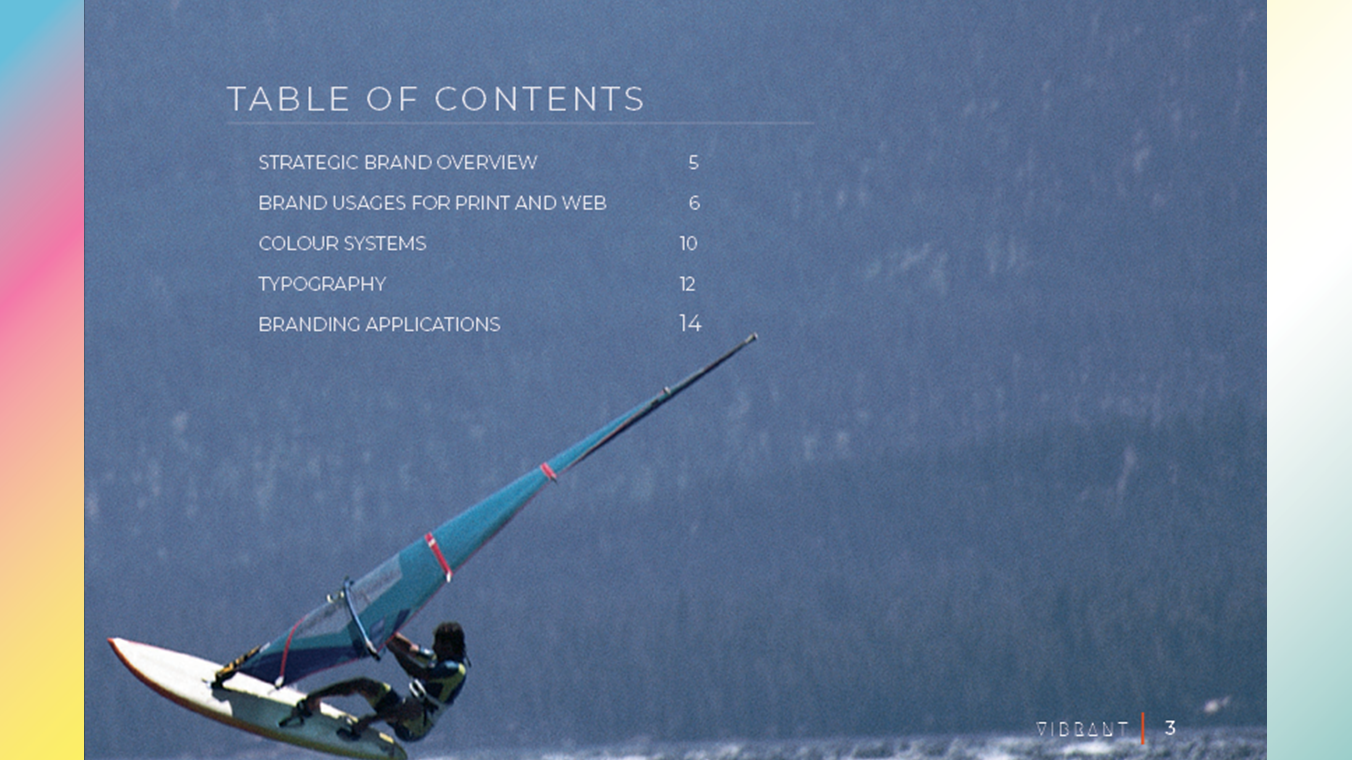 TABLE OF CONTENTS
STRATEGIC BRAND OVERVIEW 5
BRAND USAGES FOR PRINT AND WEB 6
COLOUR SYSTEMS 10
TYPOGRAPHY 12
BRANDING APPLICATIONS 14
VIBRANT 3